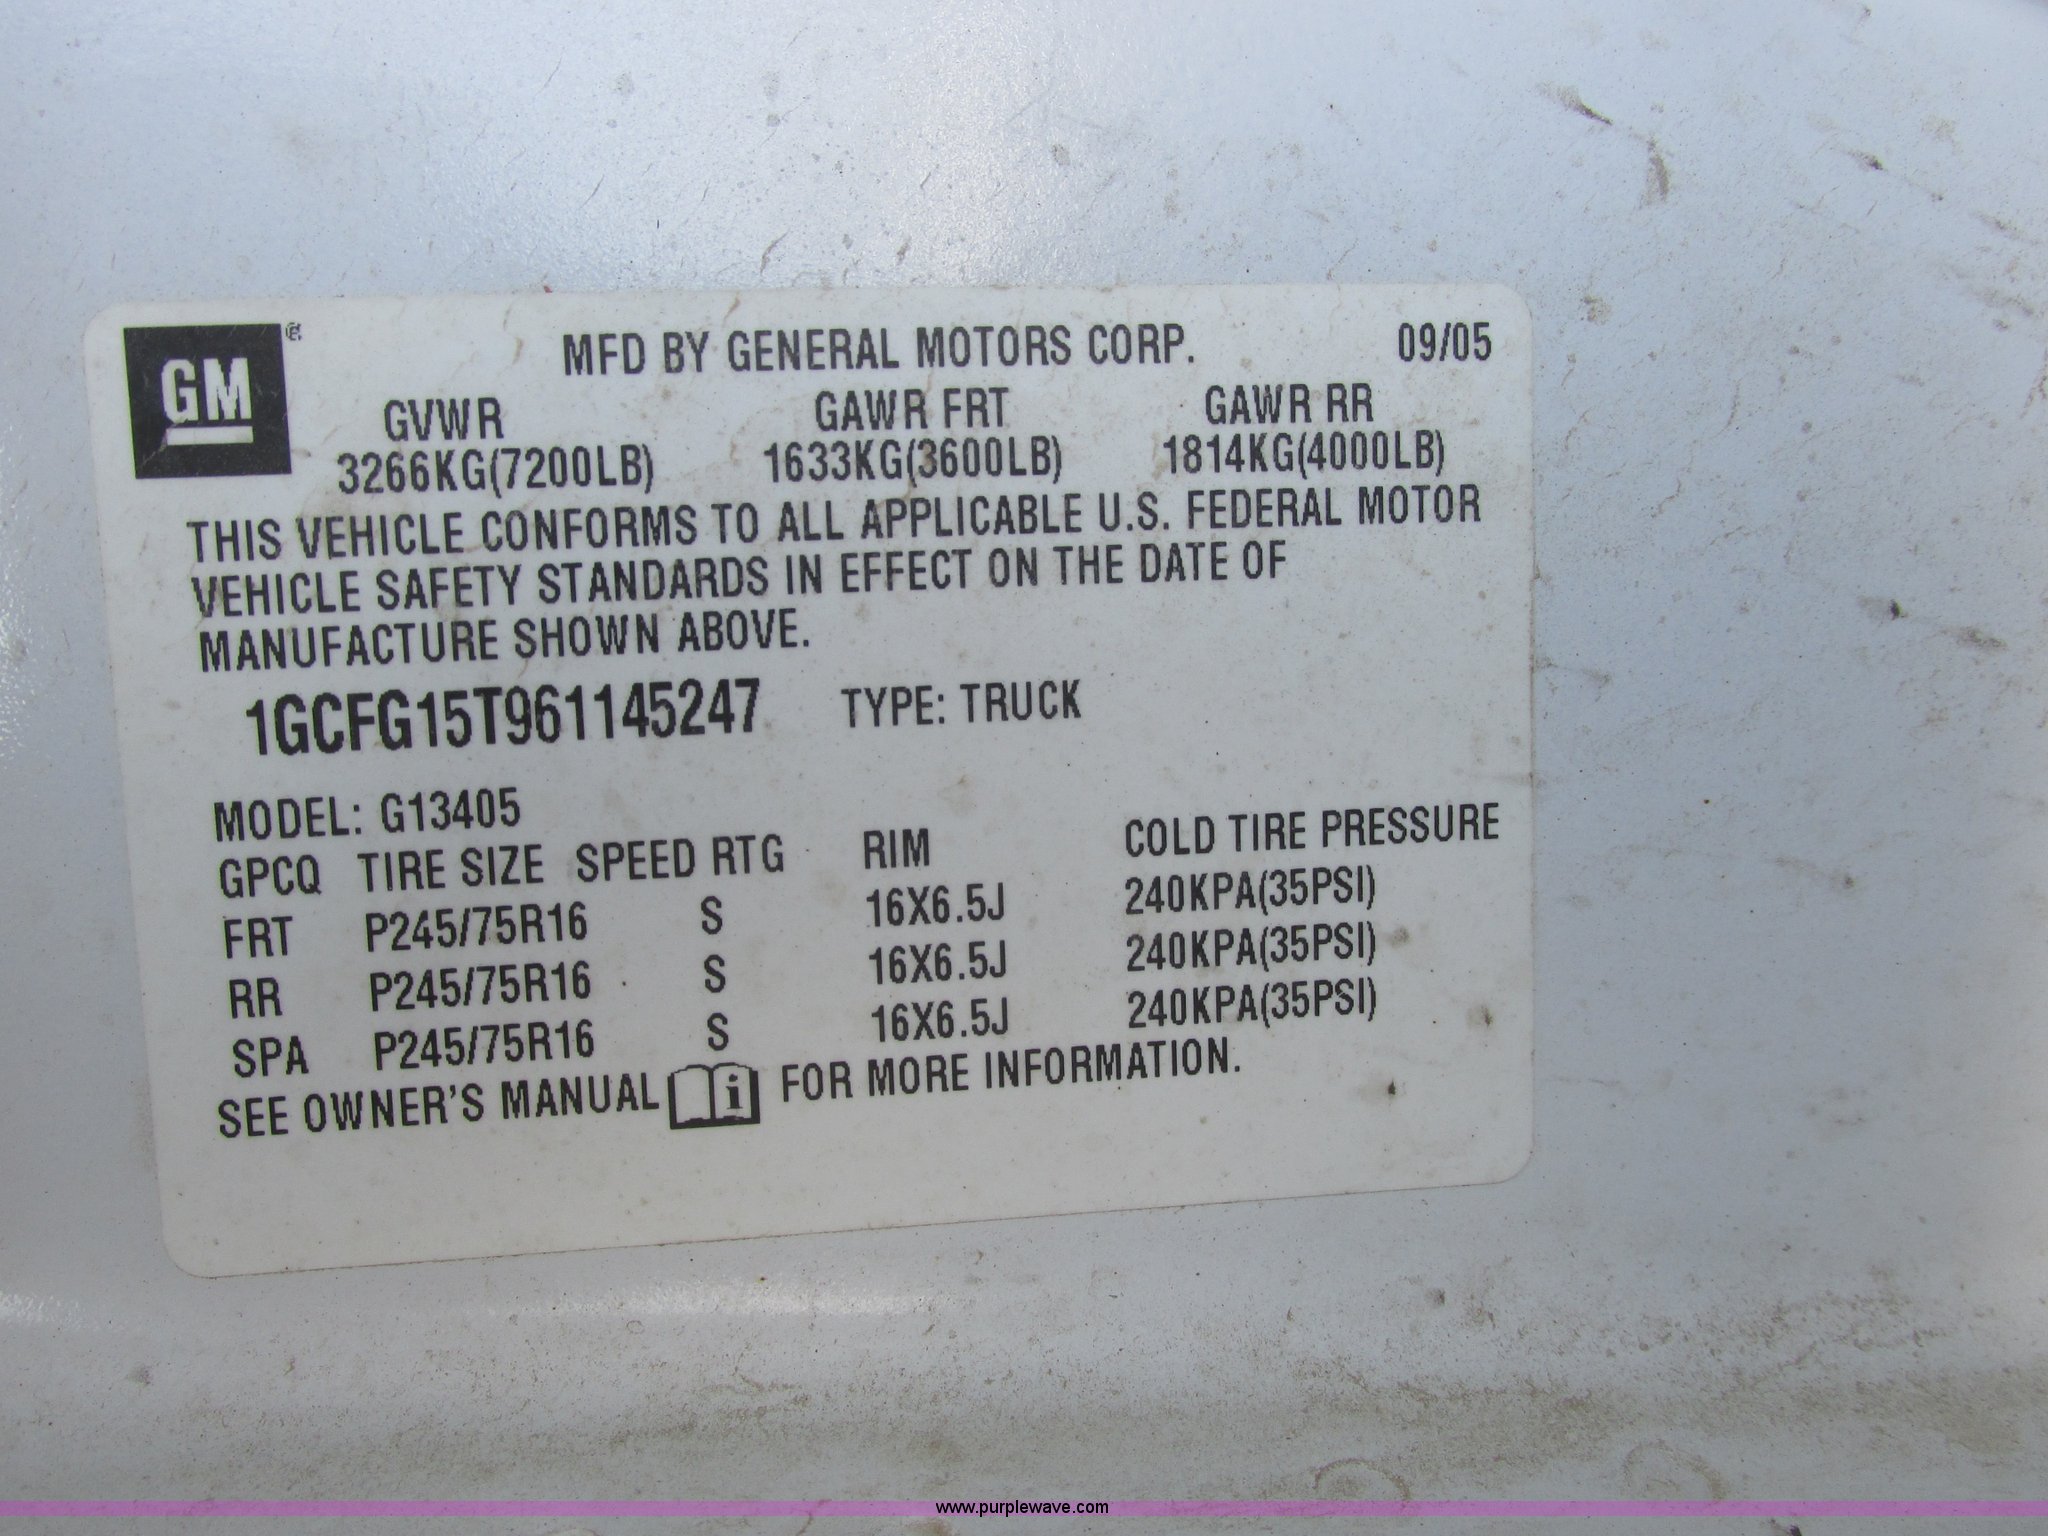 GM
MFD BY GENERAL MOTORS CORP. 09/05
GVWR GAWR FRT GAWR RR
3266KG(7200LB) 1633KG(3600LB) 1814KG(4000LB)
THIS VEHICLE CONFORMS TO ALL APPLICABLE U.S. FEDERAL MOTOR
VEHICLE SAFETY STANDARDS IN EFFECT ON THE DATE OF
MANUFACTURE SHOWN ABOVE.
1GCFG15T961145247 TYPE: TRUCK
MODEL: G13405
GPCQ TIRE SIZE SPEED RTG RIM COLD TIRE PRESSURE
FRT P245/75R16 S 16X6.5J 240KPA(35PSI)
RR P245/75R16 S 16X6.5J 240KPA(35PSI)
SPA P245/75R16 S 16X6.5J 240KPA(35PSI)
SEE OWNER'S MANUAL i FOR MORE INFORMATION.
www.purplewave.com